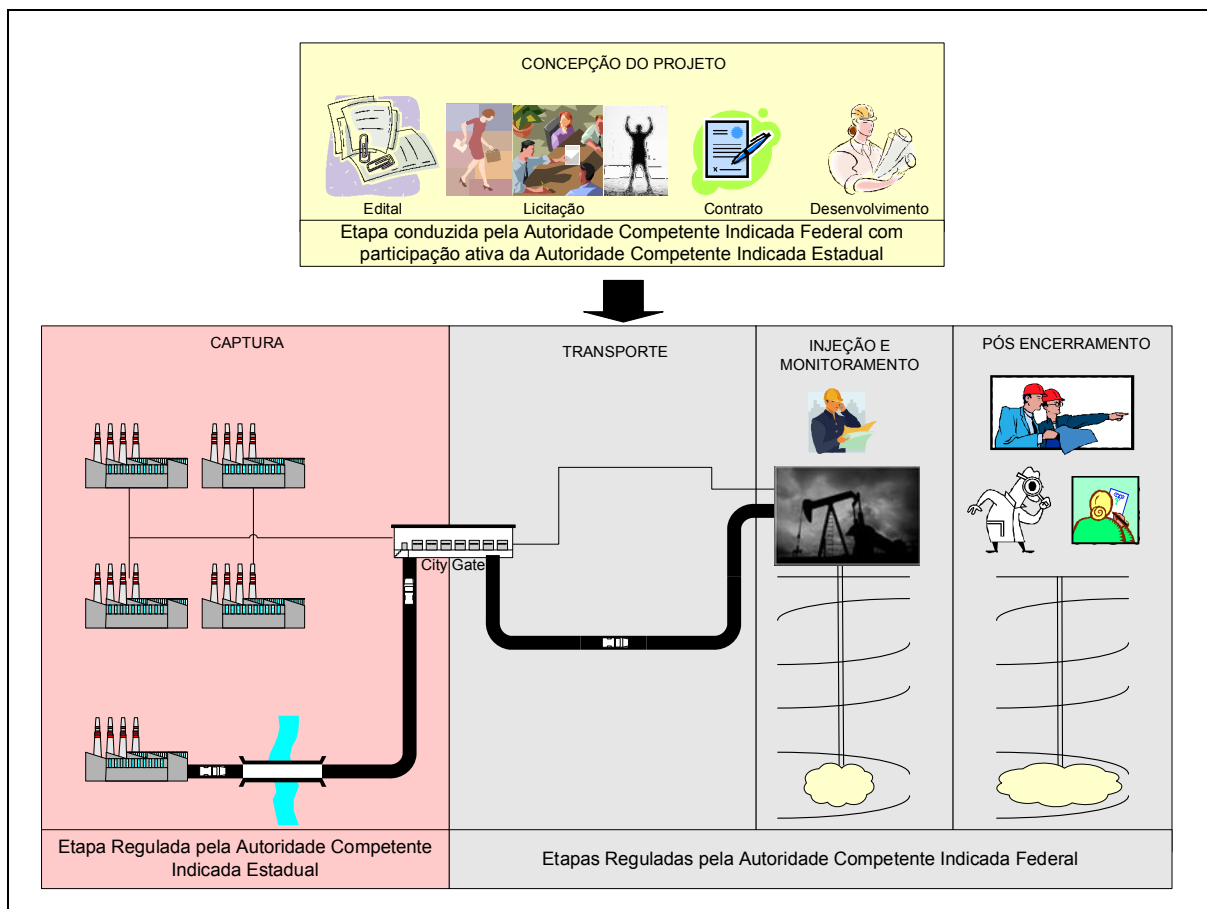 CONCEPÇÃO DO PROJETO
Edital
Licitação
Contrato
Desenvolvimento
Etapa conduzida pela Autoridade Competente Indicada Federal com
participação ativa da Autoridade Competente Indicada Estadual
CAPTURA
TRANSPORTE
INJEÇÃO E
MONITORAMENTO
PÓS ENCERRAMENTO
City Gate
Etapa Regulada pela Autoridade Competente
Indicada Estadual
Etapas Reguladas pela Autoridade Competente Indicada Federal